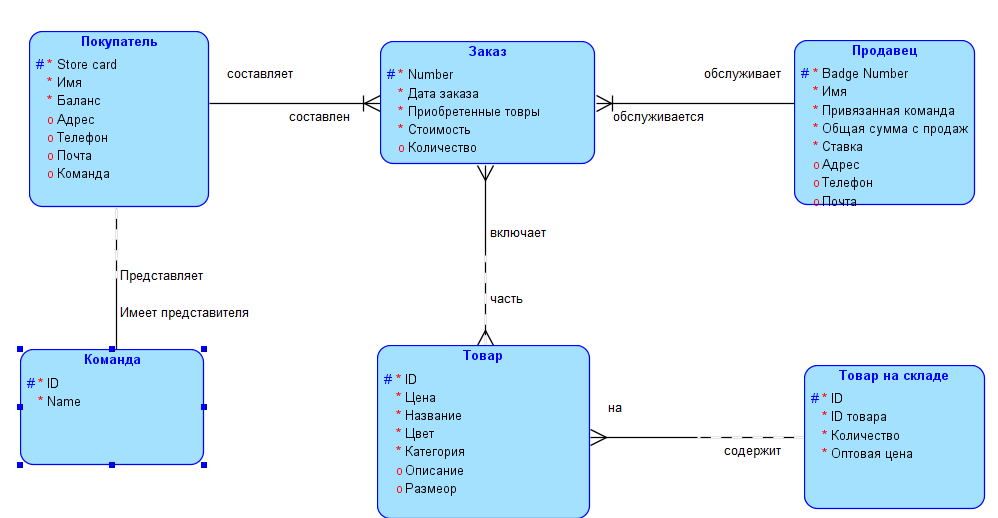 Покупатель
# * Store card
* Имя
* Баланс
o Адрес
o Телефон
o Почта
o Команда
составляет
составлен
Заказ
# * Number
* Дата заказа
* Приобретенные товры
* Стоимость
o Количество
обслуживает
обслуживается
Продавец
# * Badge Number
* Имя
* Привязанная команда
* Общая сумма с продаж
* Ставка
o Адрес
o Телефон
o Почта
включает
часть
Представляет
Имеет представителя
Команда
# * ID
* Name
Товар
# * ID
* Цена
* Название
* Цвет
* Категория
o Описание
o Размеор
на
содержит
Товар на складе
# * ID
* ID товара
* Количество
* Оптовая цена